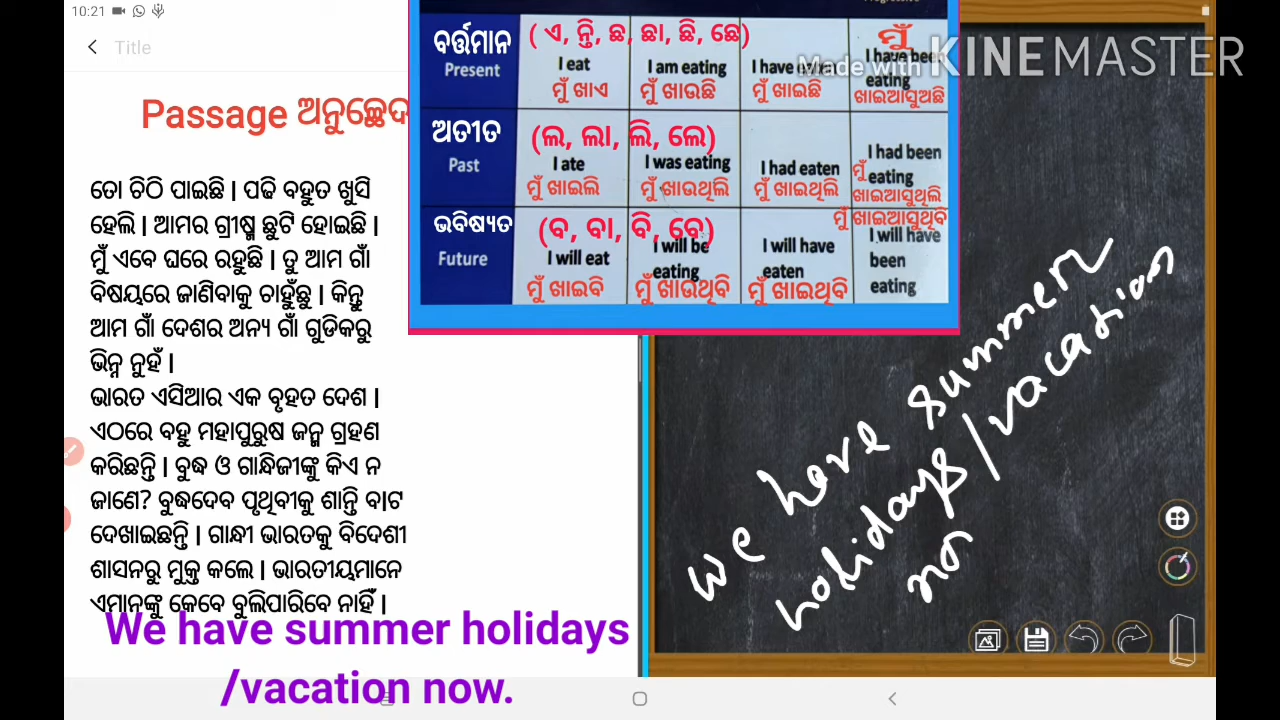 10:21
Title
Passage ଅନୁଚ୍ଛେଦ
ତୋ ଚିଠି ପାଇଛି | ପଢି ବହୁତ ଖୁସି
ହେଲି | ଆମର ଗ୍ରୀଷ୍ମ ଛୁଟି ହୋଇଛି |
ମୁଁ ଏବେ ଘରେ ରହୁଛି | ତୁ ଆମ ଗାଁ
ବିଷୟରେ ଜାଣିବାକୁ ଚାହୁଁଛୁ | କିନ୍ତୁ
ଆମ ଗାଁ ଦେଶର ଅନ୍ୟ ଗାଁ ଗୁଡିକରୁ
ଭିନ୍ନ ନୁହଁ |
ଭାରତ ଏସିଆର ଏକ ବୃହତ ଦେଶ |
ଏଠରେ ବହୁ ମହାପୁରୁଷ ଜନ୍ମ ଗ୍ରହଣ
କରିଛନ୍ତି | ବୁଦ୍ଧ ଓ ଗାନ୍ଧିଜୀଙ୍କୁ କିଏ ନ
ଜାଣେ? ବୁଦ୍ଧଦେବ ପୃଥିବୀକୁ ଶାନ୍ତି ବାଟ
ଦେଖାଇଛନ୍ତି | ଗାନ୍ଧୀ ଭାରତକୁ ବିଦେଶୀ
ଶାସନରୁ ମୁକ୍ତ କଲେ | ଭାରତୀୟମାନେ
ଏମାନଙ୍କୁ କେବେ ବୁଲିପାରିବେ ନାହିଁ |
We have summer holidays
/vacation now.
ବର୍ତ୍ତମାନ (ଏ, ନ୍ତି, ଛ, ଛା, ଛି, ଛେ) ମୁଁ
Present I eat I am eating I have eaten I have been eating
ମୁଁ ଖାଏ ମୁଁ ଖାଉଛି ମୁଁ ଖାଇଛି ଖାଇଆସୁଅଛି
ଅତୀତ (ଲ, ଲା, ଲି, ଲେ)
Past I ate I was eating I had eaten I had been eating
ମୁଁ ଖାଇଲି ମୁଁ ଖାଉଥିଲି ମୁଁ ଖାଇଥିଲି ମୁଁ ଖାଇଆସୁଥିଲି
ଭବିଷ୍ୟତ (ବ, ବା, ବି, ବେ) ମୁଁ ଖାଇଆସୁଥିବି
Future I will eat I will be eating I will have eaten I will have been eating
ମୁଁ ଖାଇବି ମୁଁ ଖାଉଥିବି ମୁଁ ଖାଇଥିବି
Made with KINEMASTER
we have summer
holidays/vacation
now